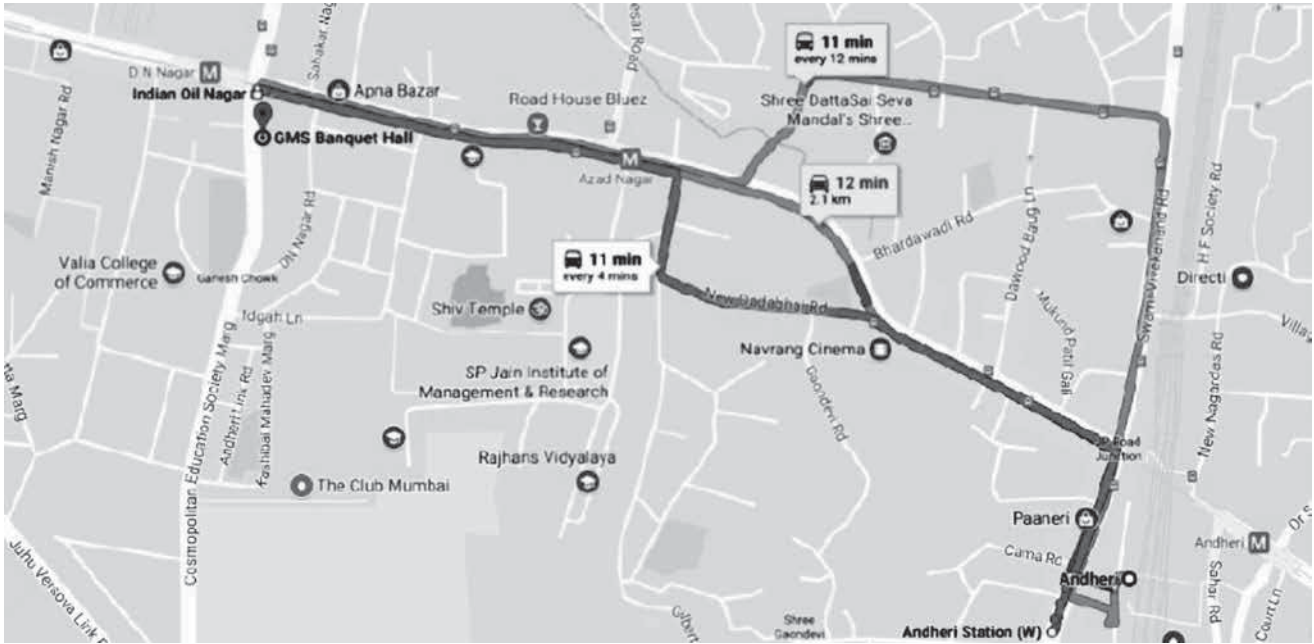 11 min
every 12 mins
D N Nagar M
Indian Oil Nagar
Apna Bazar
GMS Banquet Hall
Road House Bluez
Shree DattaSai Seva
Mandal's Shree..
Manish Nagar Rd
M
Azad Nagar
12 min
2.1 km
Bhardawadi Rd
Dawood Baug Ln
Swami Vivekanand Rd
H F Society Rd
DN Nagar Rd
Valia College
of Commerce
Ganesh Chowk
11 min
every 4 mins
Directi
New Dadabhai Rd
Mukund Patil Gali
Shiv Temple
Idgah Ln
Navrang Cinema
SP Jain Institute of
Management & Research
Gaondevi Rd
New Nagardas Rd
Cosmopolitan Education Society Marg
Andheri Link Rd
Kashibai Mahadev Marg
JP Road
Junction
Rajhans Vidyalaya
The Club Mumbai
Paaneri
Andheri M
Cama Rd
Andheri
Sahar Rd
Court Ln
Juhu Versova Link
Shree
Gaondevi
Andheri Station (W)